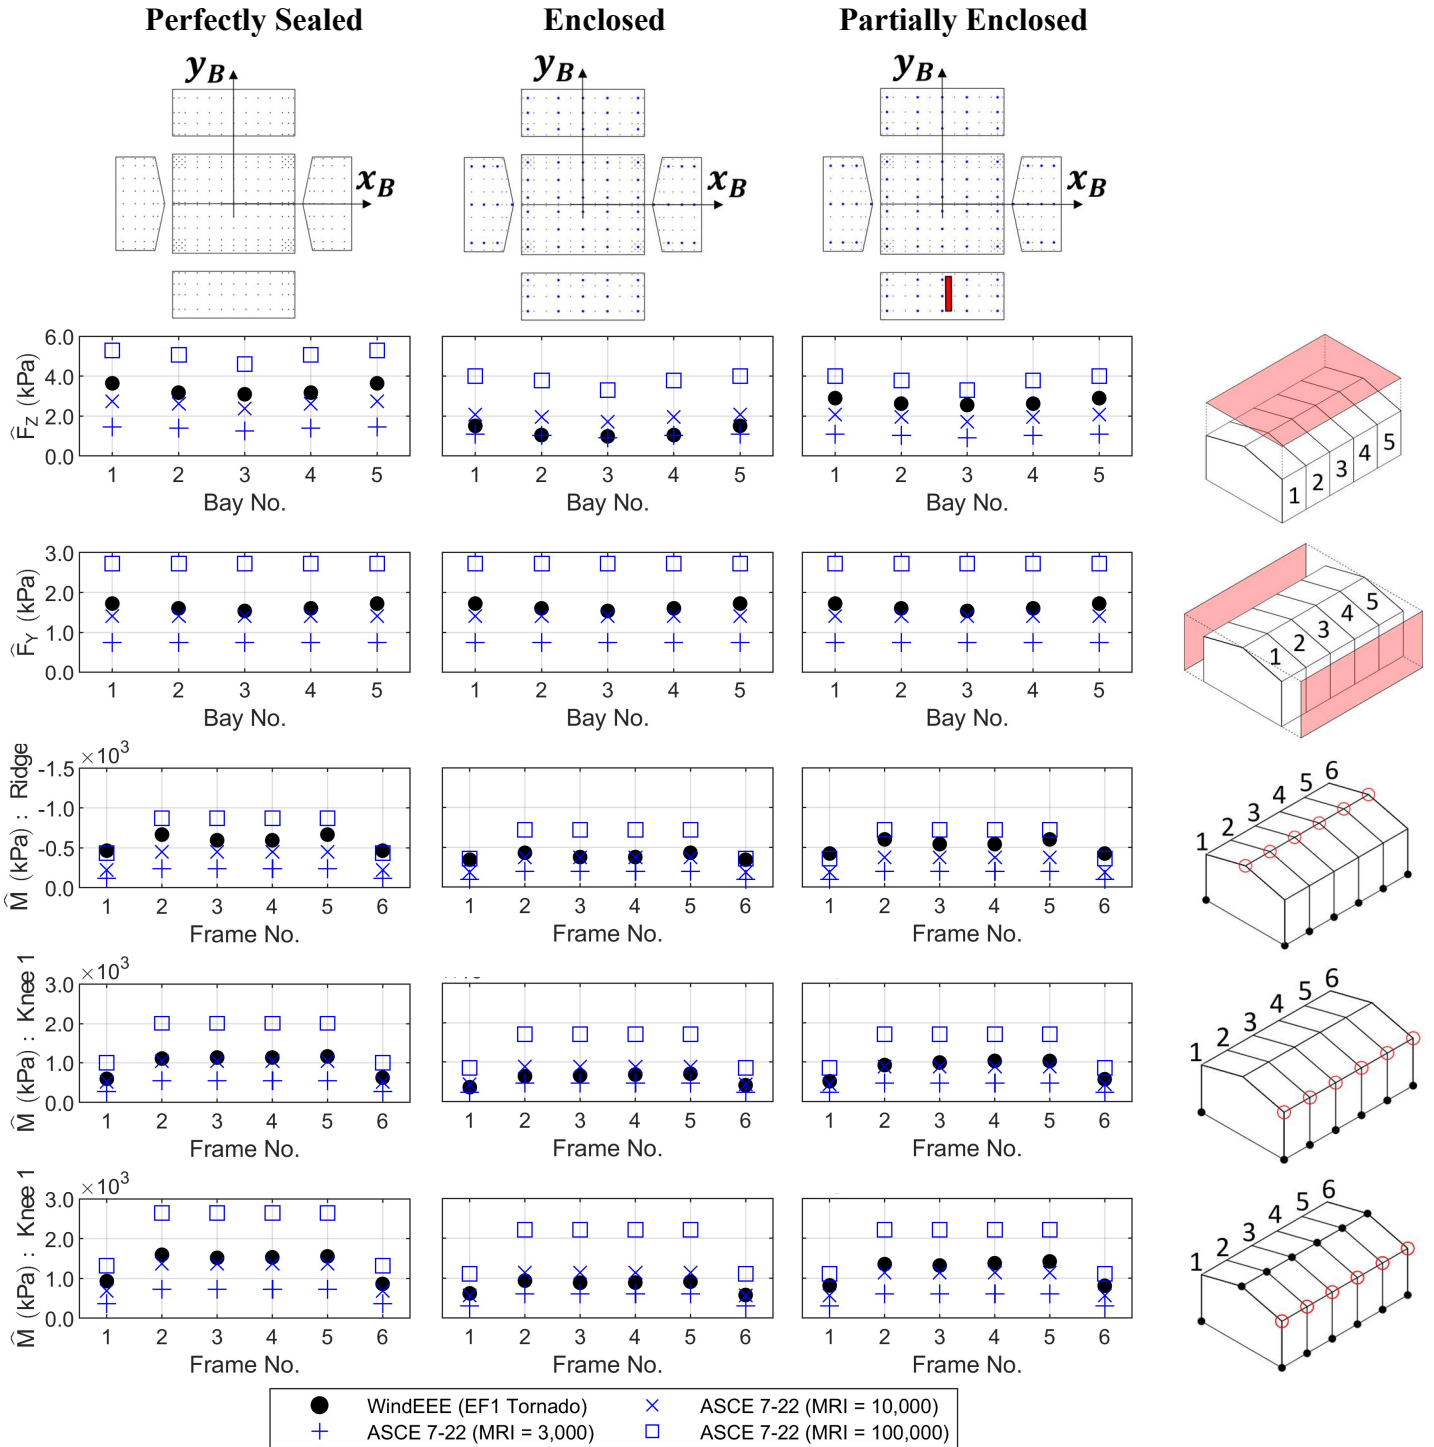 Perfectly Sealed Enclosed Partially Enclosed
y_B y_B y_B
x_B x_B x_B
F̂_Z (kPa)
6.0
4.0
2.0
0.0
1 2 3 4 5 1 2 3 4 5 1 2 3 4 5
Bay No. Bay No. Bay No.
1 2 3 4 5
F̂_Y (kPa)
3.0
2.0
1.0
0.0
1 2 3 4 5 1 2 3 4 5 1 2 3 4 5
Bay No. Bay No. Bay No.
1 2 3 4 5
M̂ (kPa) : Ridge
×10³
-1.5
-1.0
-0.5
0.0
1 2 3 4 5 6 1 2 3 4 5 6 1 2 3 4 5 6
Frame No. Frame No. Frame No.
1 2 3 4 5 6
M̂ (kPa) : Knee 1
×10³
3.0
2.0
1.0
0.0
1 2 3 4 5 6 1 2 3 4 5 6 1 2 3 4 5 6
Frame No. Frame No. Frame No.
1 2 3 4 5 6
M̂ (kPa) : Knee 1
×10³
3.0
2.0
1.0
0.0
1 2 3 4 5 6 1 2 3 4 5 6 1 2 3 4 5 6
Frame No. Frame No. Frame No.
1 2 3 4 5 6
WindEEE (EF1 Tornado) ASCE 7-22 (MRI = 10,000)
ASCE 7-22 (MRI = 3,000) ASCE 7-22 (MRI = 100,000)